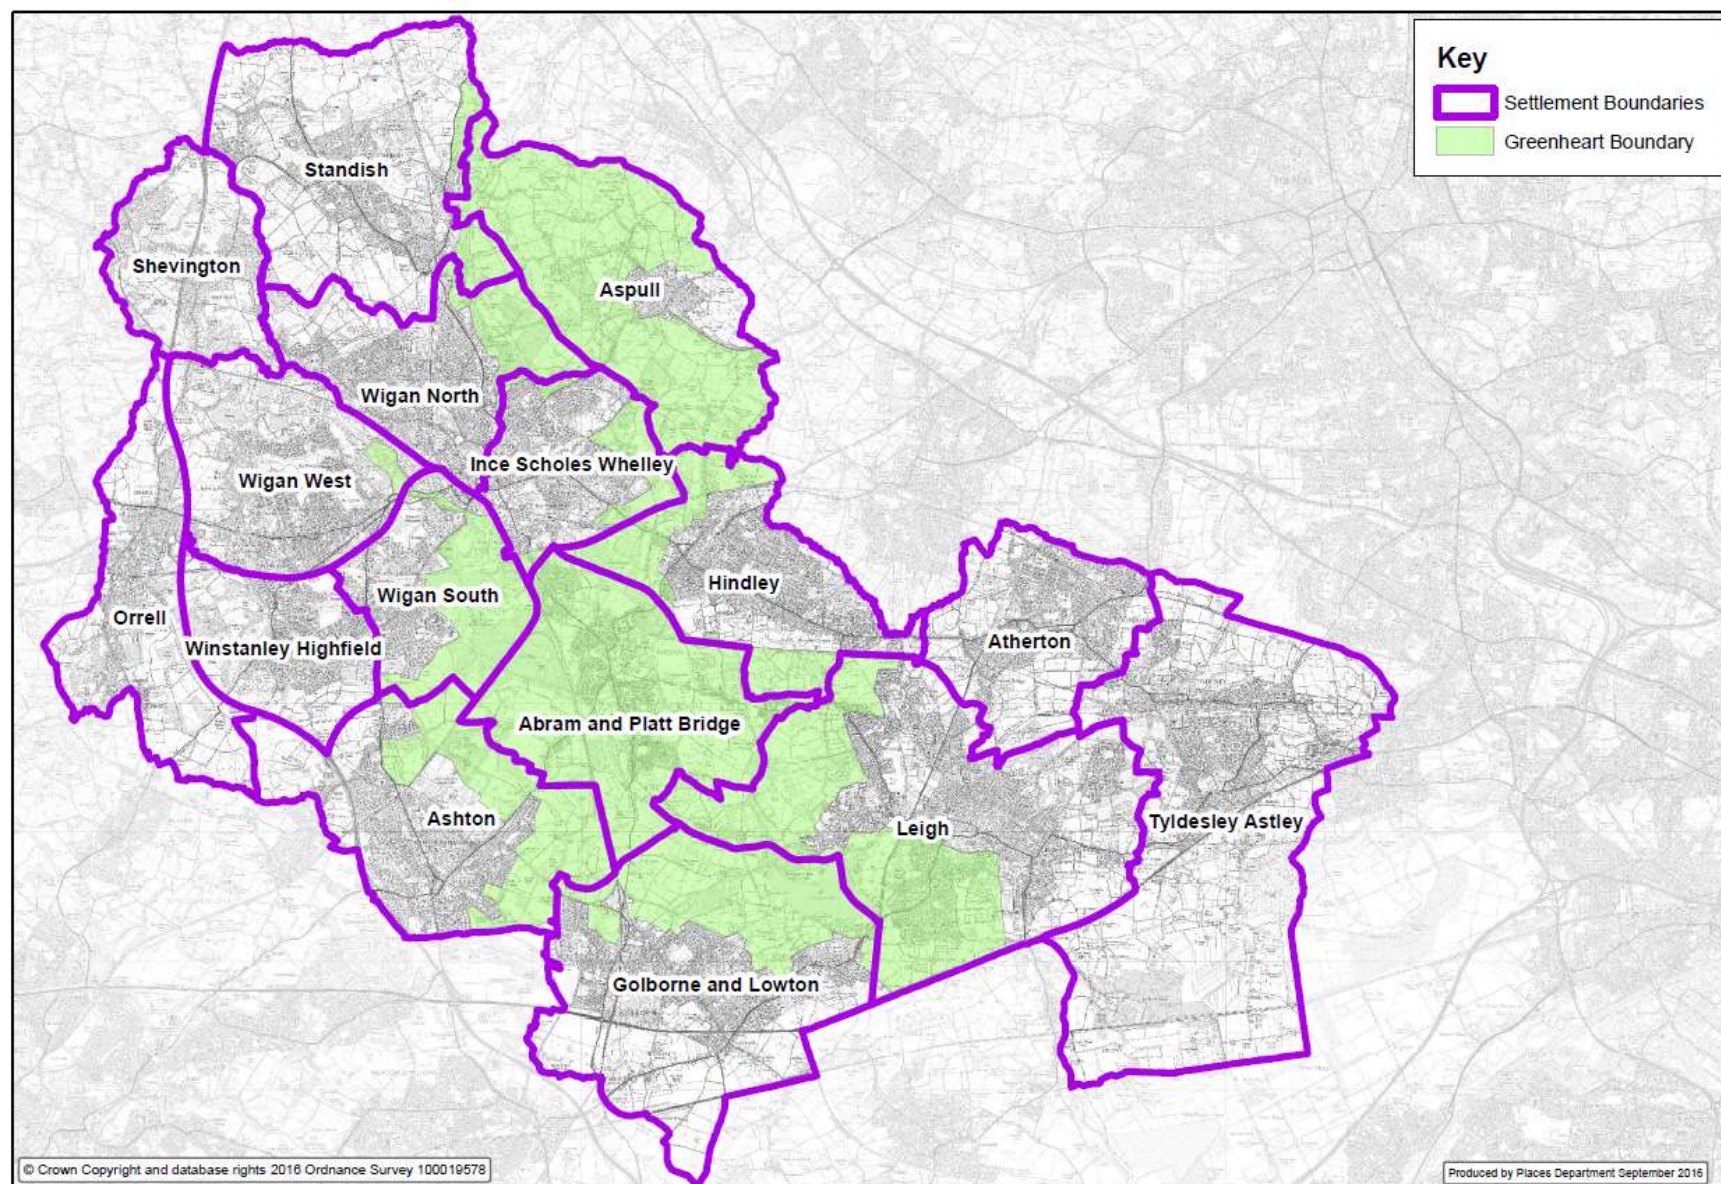 Key
Settlement Boundaries
Greenheart Boundary
Standish
Shevington
Aspull
Wigan North
Ince Scholes Whelley
Wigan West
Hindley
Wigan South
Orrell
Atherton
Winstanley Highfield
Abram and Platt Bridge
Ashton
Leigh
Tyldesley Astley
Golborne and Lowton
© Crown Copyright and database rights 2016 Ordnance Survey 100019578
Produced by Places Department September 2016